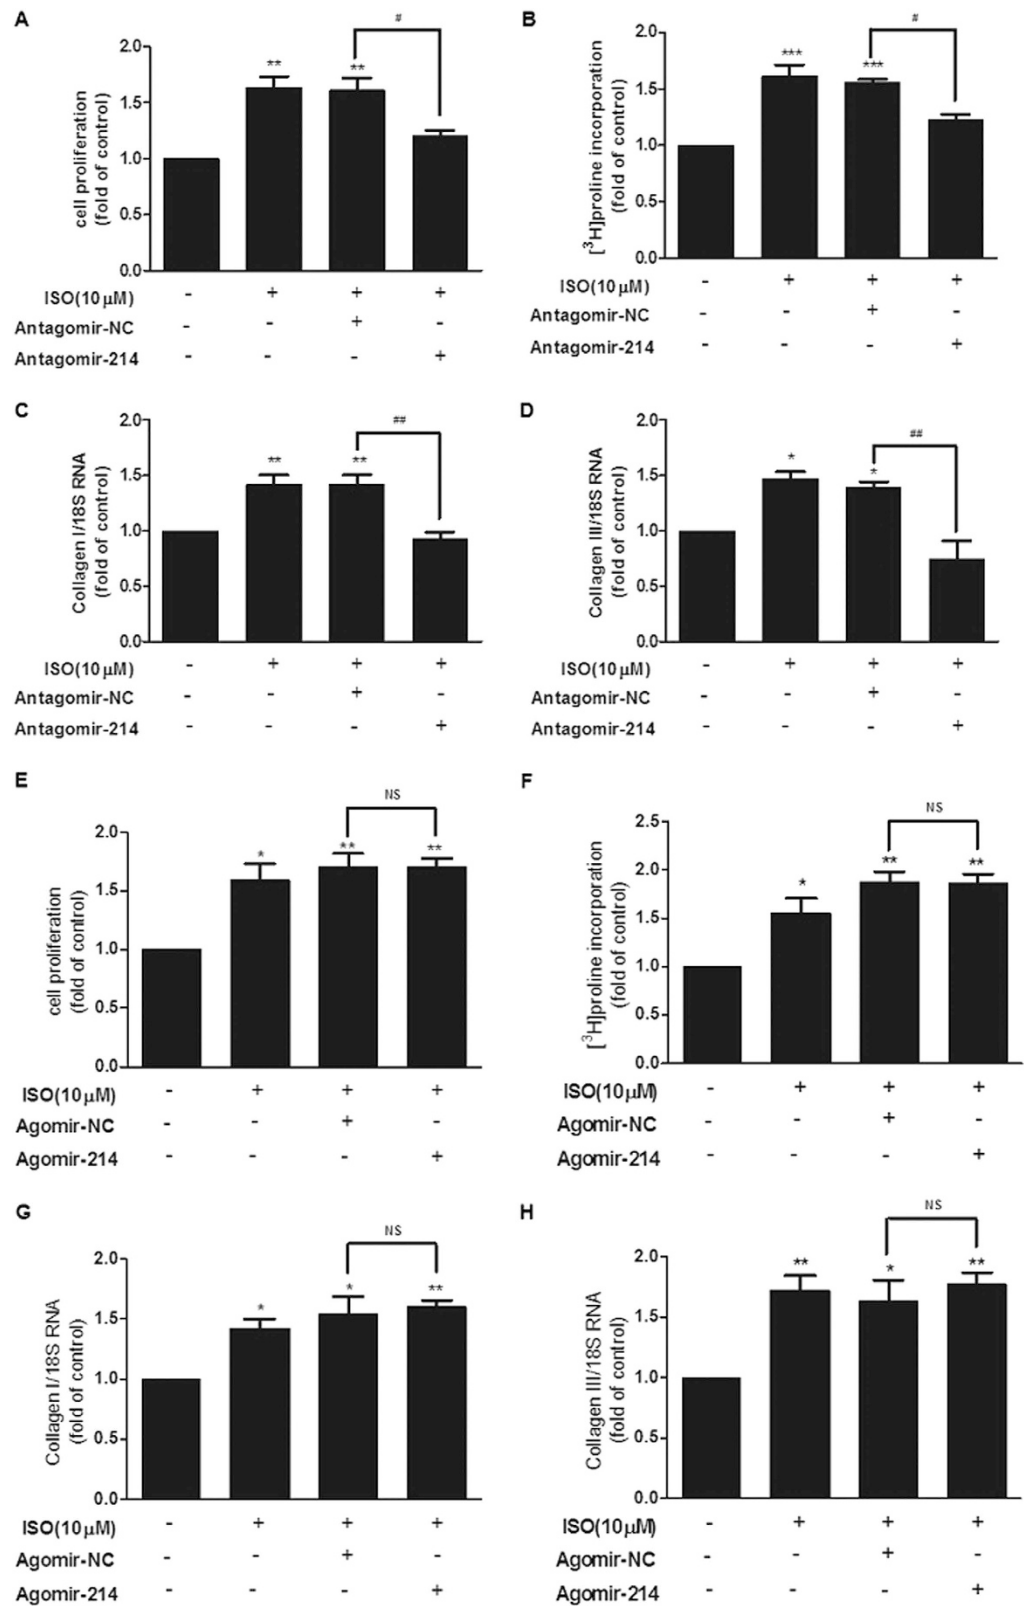 A
cell proliferation
(fold of control)
2.0
1.5
1.0
0.5
0.0
** ** #
ISO(10μM) - + + +
Antagomir-NC - - + -
Antagomir-214 - - - +
B
[³H]proline incorporation
(fold of control)
2.0
1.5
1.0
0.5
0.0
*** *** #
ISO(10μM) - + + +
Antagomir-NC - - + -
Antagomir-214 - - - +
C
Collagen I/18S RNA
(fold of control)
2.0
1.5
1.0
0.5
0.0
** ** ##
ISO(10μM) - + + +
Antagomir-NC - - + -
Antagomir-214 - - - +
D
Collagen III/18S RNA
(fold of control)
2.0
1.5
1.0
0.5
0.0
* * ##
ISO(10μM) - + + +
Antagomir-NC - - + -
Antagomir-214 - - - +
E
cell proliferation
(fold of control)
2.0
1.5
1.0
0.5
0.0
NS
* ** **
ISO(10μM) - + + +
Agomir-NC - - + -
Agomir-214 - - - +
F
[³H]proline incorporation
(fold of control)
2.5
2.0
1.5
1.0
0.5
0.0
NS
* ** **
ISO(10μM) - + + +
Agomir-NC - - + -
Agomir-214 - - - +
G
Collagen I/18S RNA
(fold of control)
2.0
1.5
1.0
0.5
0.0
NS
* * **
ISO(10μM) - + + +
Agomir-NC - - + -
Agomir-214 - - - +
H
Collagen III/18S RNA
(fold of control)
2.0
1.5
1.0
0.5
0.0
NS
** * **
ISO(10μM) - + + +
Agomir-NC - - + -
Agomir-214 - - - +